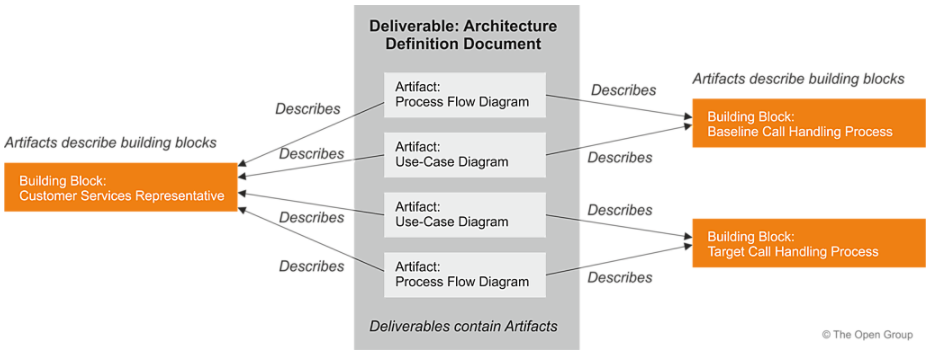 Deliverable: Architecture
Definition Document
Artifacts describe building blocks
Building Block:
Customer Services Representative
Describes
Describes
Describes
Describes
Artifact:
Process Flow Diagram
Artifact:
Use-Case Diagram
Artifact:
Use-Case Diagram
Artifact:
Process Flow Diagram
Deliverables contain Artifacts
Describes
Describes
Describes
Describes
Artifacts describe building blocks
Building Block:
Baseline Call Handling Process
Building Block:
Target Call Handling Process
© The Open Group